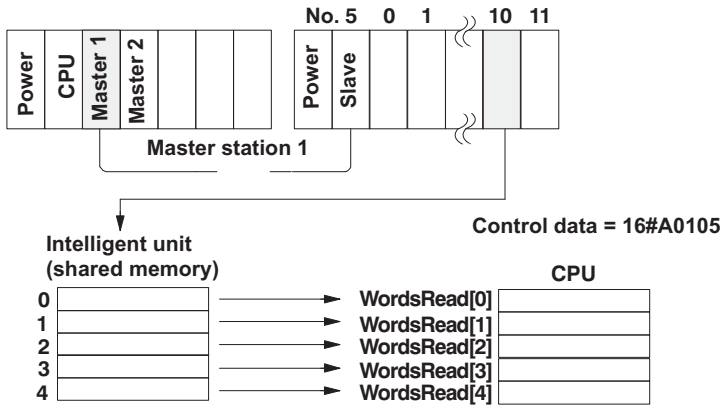 No. 5 0 1 10 11
Power
CPU
Master 1
Master 2
Power
Slave
Master station 1
Control data = 16#A0105
Intelligent unit
(shared memory)
CPU
0 WordsRead[0]
1 WordsRead[1]
2 WordsRead[2]
3 WordsRead[3]
4 WordsRead[4]